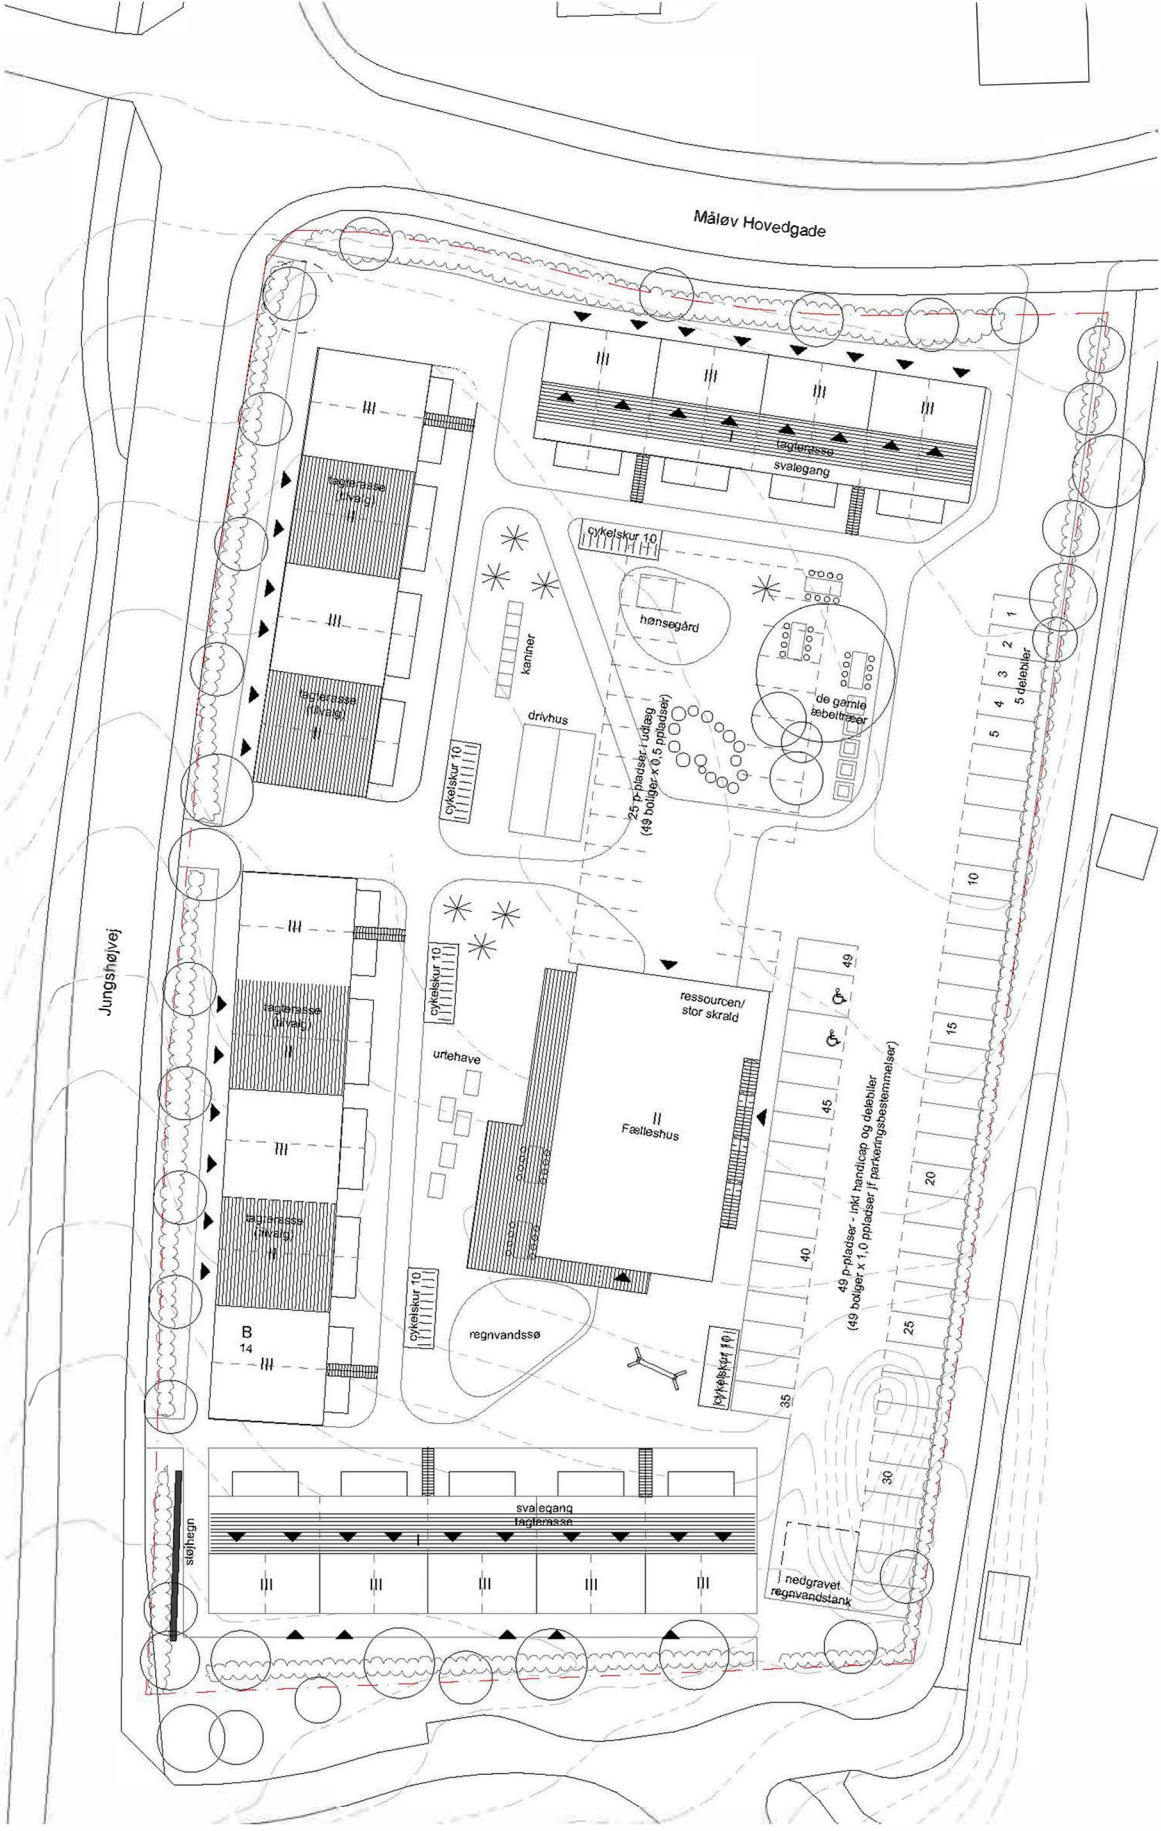 Måløv Hovedgade
III
III
III
III
III
I
tagterasse
svalegang
tagterasse
(tilvalg)
II
cykelskur 10
III
hønsegård
kaniner
1
2
3
4
5
5 delebiler
tagterasse
(tilvalg)
II
drivhus
de gamle
æbeltræer
25 p-pladser i udlæg
(49 boliger x 0,5 ppladser)
cykelskur 10
10
III
Jungshøjvej
cykelskur 10
49
ressourcen/
stor skrald
tagterasse
(tilvalg)
II
15
urtehave
45
II
Fælleshus
III
49 p-pladser - inkl handicap og delebiler
(49 boliger x 1,0 ppladser jf parkeringsbestemmelser)
20
tagterasse
(tilvalg)
II
40
cykelskur 10
25
B
14
III
regnvandssø
cykelskur 10
35
30
støjhegn
svalegang
tagterasse
I
III
III
III
III
III
nedgravet
regnvandstank